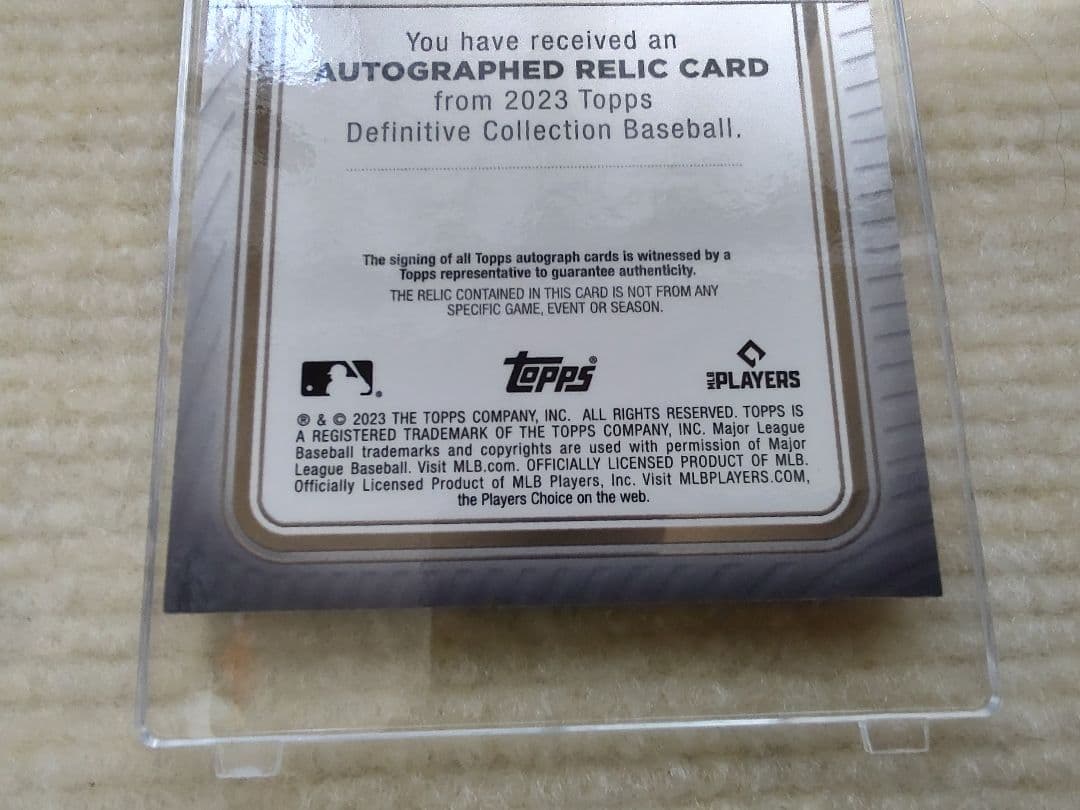 You have received an
AUTOGRAPHED RELIC CARD
from 2023 Topps
Definitive Collection Baseball.
The signing of all Topps autograph cards is witnessed by a
Topps representative to guarantee authenticity.
THE RELIC CONTAINED IN THIS CARD IS NOT FROM ANY
SPECIFIC GAME, EVENT OR SEASON.
®
Topps®
MLB PLAYERS
® & © 2023 THE TOPPS COMPANY, INC. ALL RIGHTS RESERVED. TOPPS IS
A REGISTERED TRADEMARK OF THE TOPPS COMPANY, INC. Major League
Baseball trademarks and copyrights are used with permission of Major
League Baseball. Visit MLB.com. OFFICIALLY LICENSED PRODUCT OF MLB.
Officially Licensed Product of MLB Players, Inc. Visit MLBPLAYERS.COM,
the Players Choice on the web.